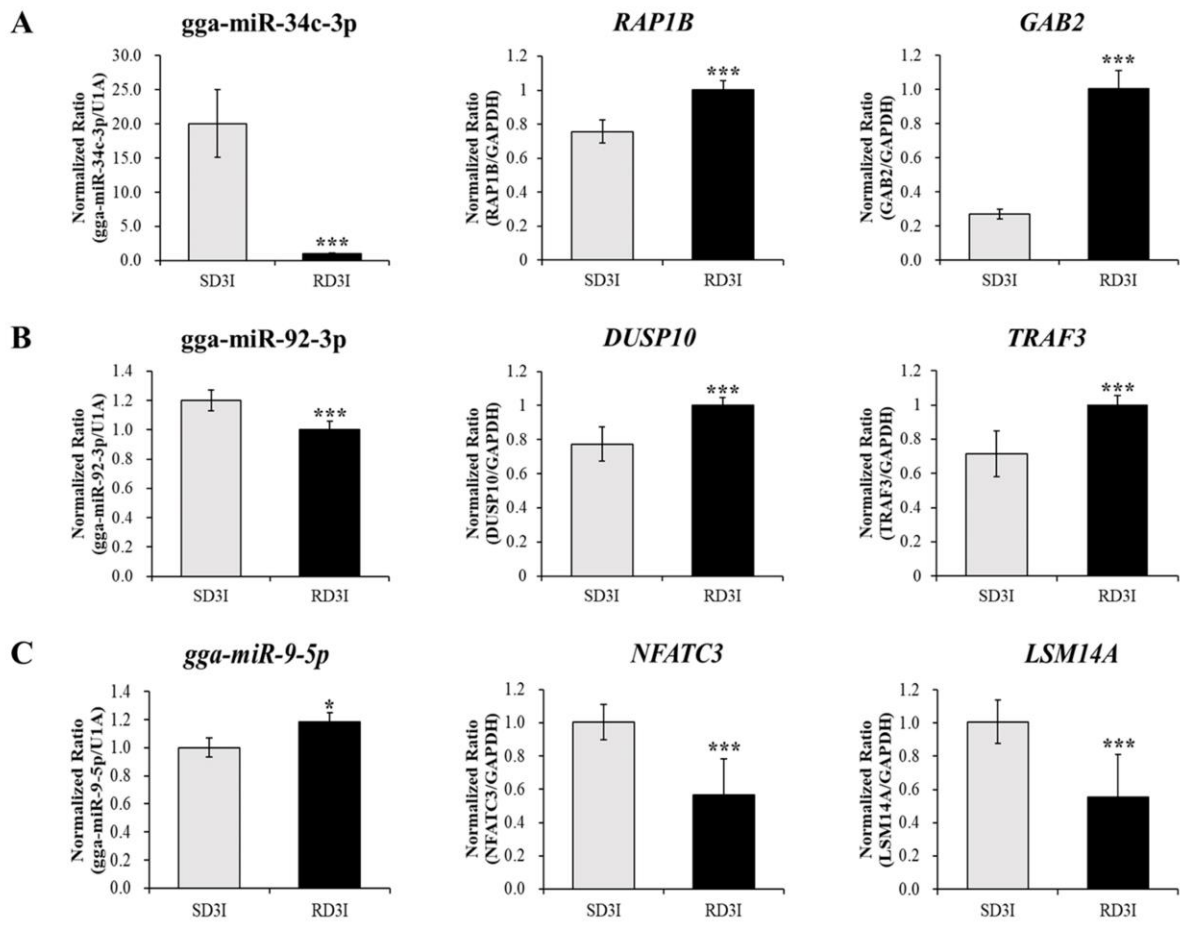 A
gga-miR-34c-3p
Normalized Ratio
(gga-miR-34c-3p/U1A)
30.0
25.0
20.0
15.0
10.0
5.0
0.0
***
SD3I RD3I
RAP1B
Normalized Ratio
(RAP1B/GAPDH)
1.2
1
0.8
0.6
0.4
0.2
0.0
***
SD3I RD3I
GAB2
Normalized Ratio
(GAB2/GAPDH)
1.2
1
0.8
0.6
0.4
0.2
0.0
***
SD3I RD3I
B
gga-miR-92-3p
Normalized Ratio
(gga-miR-92-3p/U1A)
1.4
1.2
1.0
0.8
0.6
0.4
0.2
0.0
***
SD3I RD3I
DUSP10
Normalized Ratio
(DUSP10/GAPDH)
1.2
1
0.8
0.6
0.4
0.2
0
***
SD3I RD3I
TRAF3
Normalized Ratio
(TRAF3/GAPDH)
1.2
1
0.8
0.6
0.4
0.2
0
***
SD3I RD3I
C
gga-miR-9-5p
Normalized Ratio
(gga-miR-9-5p/U1A)
1.4
1.2
1.0
0.8
0.6
0.4
0.2
0.0
*
SD3I RD3I
NFATC3
Normalized Ratio
(NFATC3/GAPDH)
1.2
1.0
0.8
0.6
0.4
0.2
0.0
***
SD3I RD3I
LSM14A
Normalized Ratio
(LSM14A/GAPDH)
1.2
1.0
0.8
0.6
0.4
0.2
0.0
***
SD3I RD3I